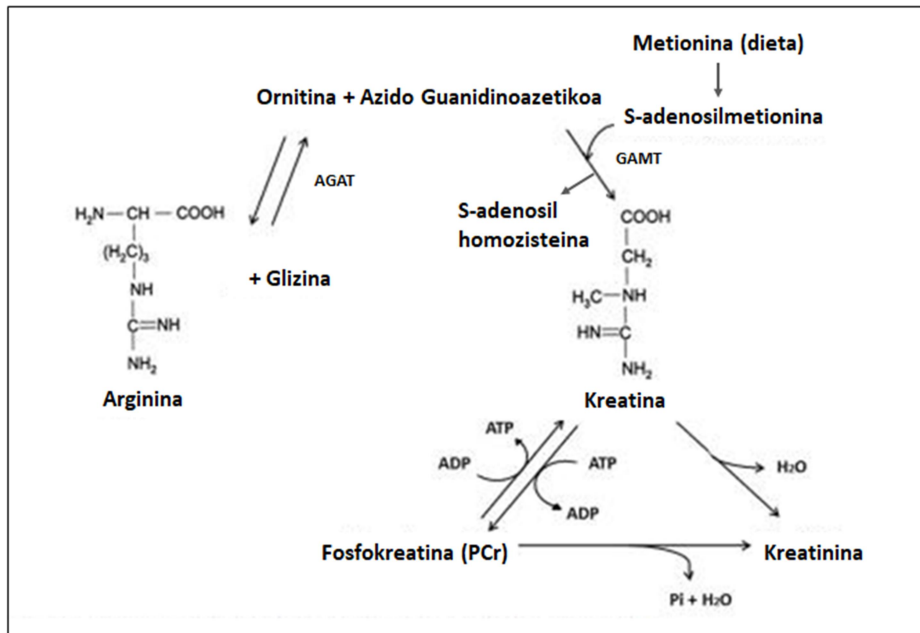 Metionina (dieta)
Ornitina + Azido Guanidinoazetikoa
S-adenosilmetionina
GAMT
AGAT
S-adenosil
homozisteina
H₂N—CH—COOH
(H₂C)₃
NH
C=NH
NH₂
+ Glizina
Arginina
COOH
CH₂
H₃C—NH
HN=C
NH₂
Kreatina
ATP
ADP
ATP
ADP
H₂O
Fosfokreatina (PCr)
Kreatinina
Pi + H₂O